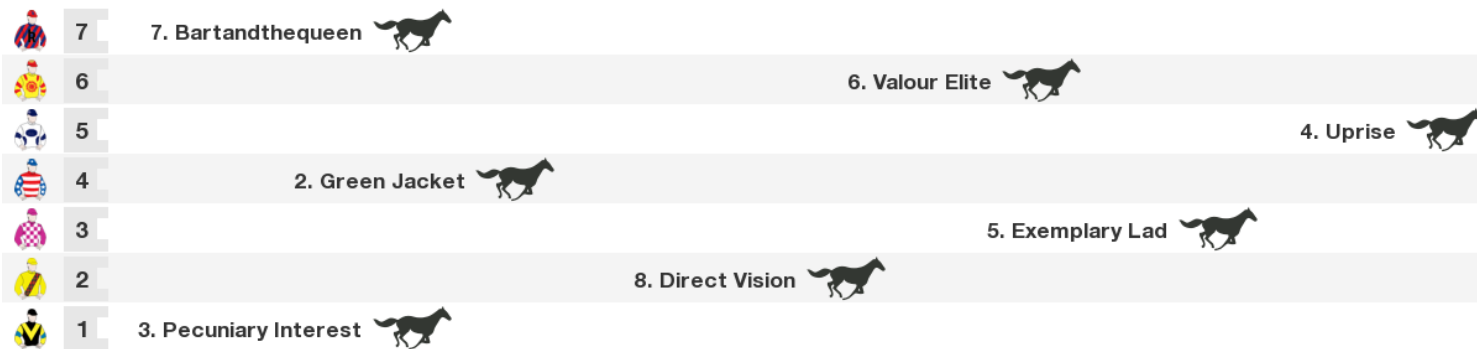 7 7. Bartandthequeen
6 6. Valour Elite
5 4. Uprise
4 2. Green Jacket
3 5. Exemplary Lad
2 8. Direct Vision
1 3. Pecuniary Interest